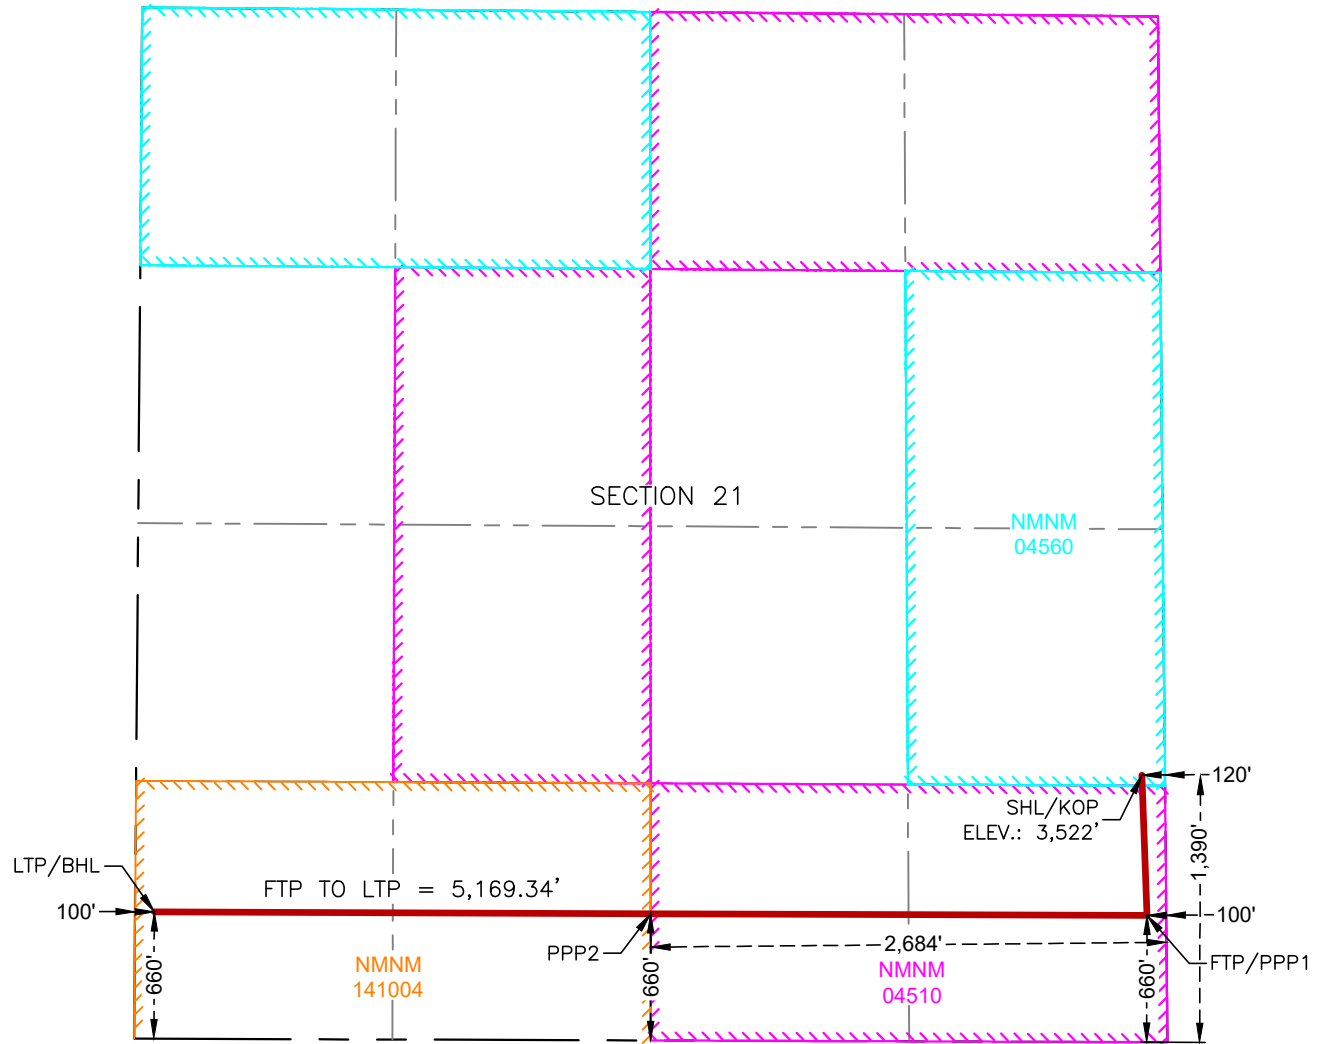 SECTION 21
NMNM
04560
120'
SHL/KOP
ELEV.: 3,522'
1,390'
LTP/BHL
FTP TO LTP = 5,169.34'
100'
100'
2,684'
PPP2
FTP/PPP1
NMNM
141004
NMNM
04510
660'
660'
660'